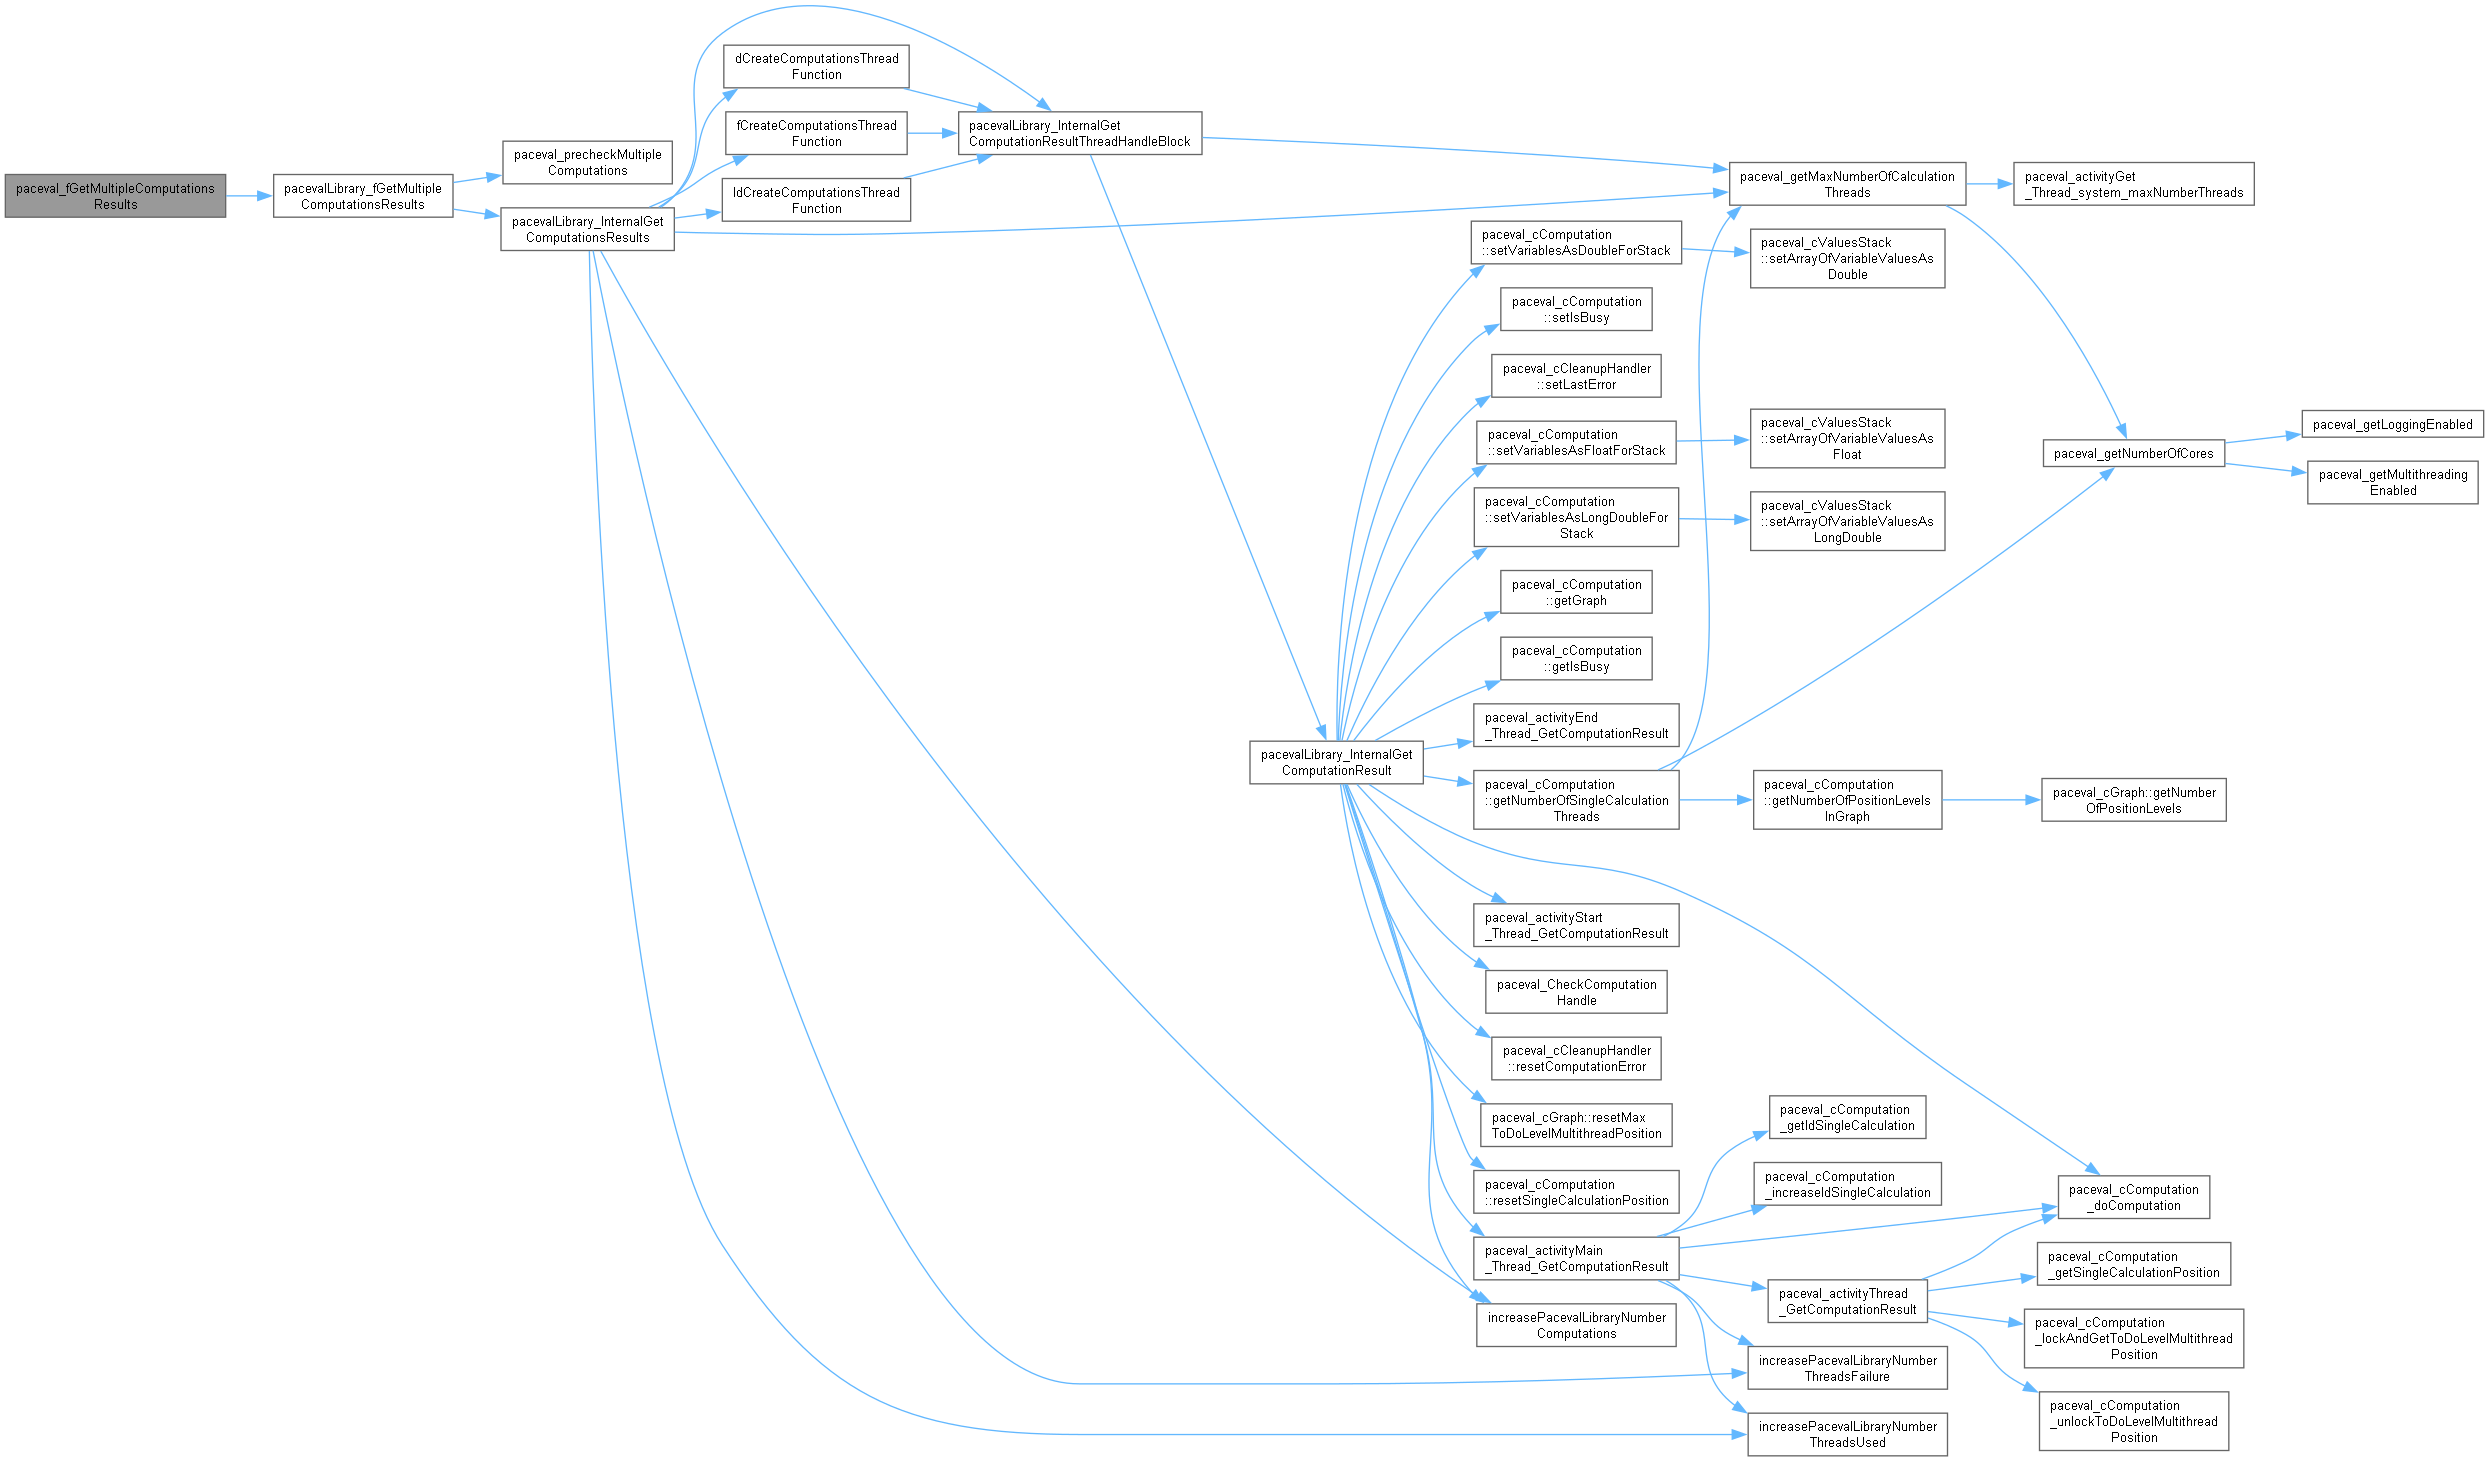 paceval_fGetMultipleComputations
Results
pacevalLibrary_fGetMultiple
ComputationsResults
paceval_precheckMultiple
Computations
pacevalLibrary_InternalGet
ComputationsResults
dCreateComputationsThread
Function
fCreateComputationsThread
Function
ldCreateComputationsThread
Function
pacevalLibrary_InternalGet
ComputationResultThreadHandleBlock
pacevalLibrary_InternalGet
ComputationResult
paceval_cComputation
::setVariablesAsDoubleForStack
paceval_cComputation
::setIsBusy
paceval_cCleanupHandler
::setLastError
paceval_cComputation
::setVariablesAsFloatForStack
paceval_cComputation
::setVariablesAsLongDoubleFor
Stack
paceval_cComputation
::getGraph
paceval_cComputation
::getIsBusy
paceval_activityEnd
_Thread_GetComputationResult
paceval_cComputation
::getNumberOfSingleCalculation
Threads
paceval_activityStart
_Thread_GetComputationResult
paceval_CheckComputation
Handle
paceval_cCleanupHandler
::resetComputationError
paceval_cGraph::resetMax
ToDoLevelMultithreadPosition
paceval_cComputation
::resetSingleCalculationPosition
paceval_activityMain
_Thread_GetComputationResult
increasePacevalLibraryNumber
Computations
paceval_getMaxNumberOfCalculation
Threads
paceval_cValuesStack
::setArrayOfVariableValuesAs
Double
paceval_cValuesStack
::setArrayOfVariableValuesAs
Float
paceval_cValuesStack
::setArrayOfVariableValuesAs
LongDouble
paceval_cComputation
::getNumberOfPositionLevels
InGraph
paceval_cComputation
_getIdSingleCalculation
paceval_cComputation
_increaseIdSingleCalculation
paceval_activityThread
_GetComputationResult
increasePacevalLibraryNumber
ThreadsFailure
increasePacevalLibraryNumber
ThreadsUsed
paceval_activityGet
_Thread_system_maxNumberThreads
paceval_getNumberOfCores
paceval_cGraph::getNumber
OfPositionLevels
paceval_cComputation
_doComputation
paceval_cComputation
_getSingleCalculationPosition
paceval_cComputation
_lockAndGetToDoLevelMultithread
Position
paceval_cComputation
_unlockToDoLevelMultithread
Position
paceval_getLoggingEnabled
paceval_getMultithreading
Enabled